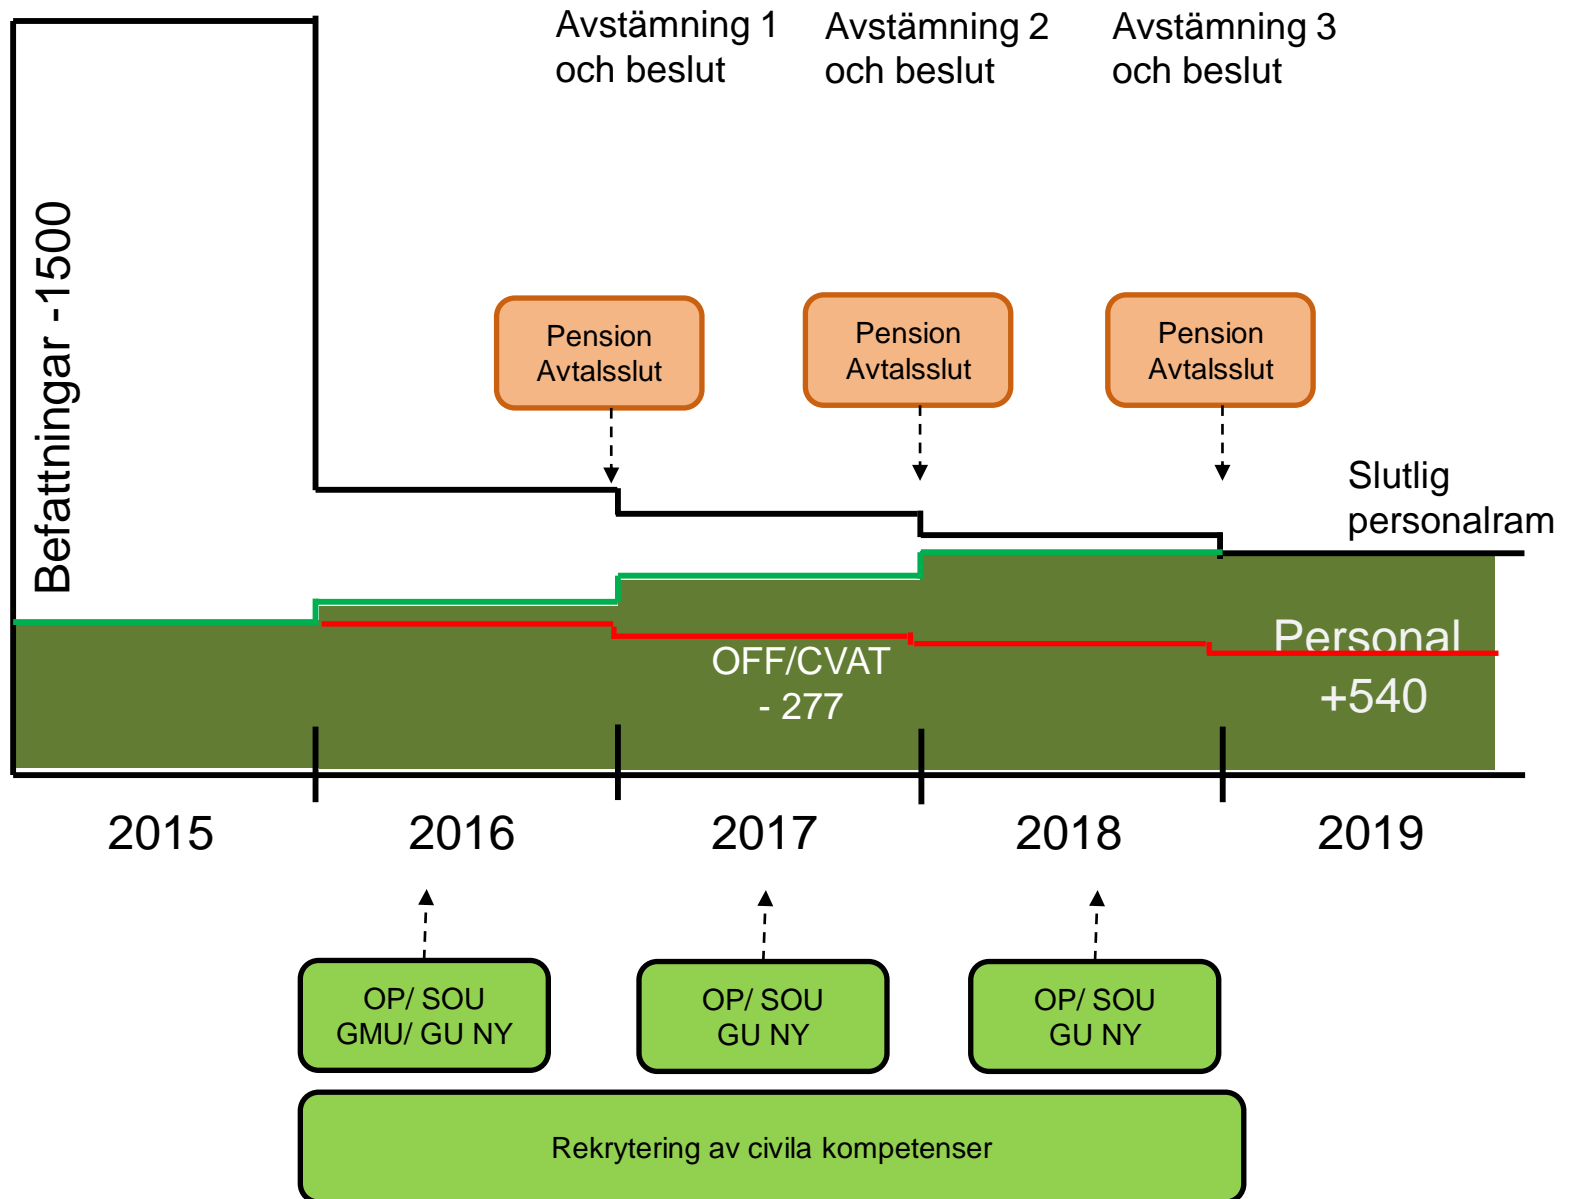 Avstämning 1
och beslut
Avstämning 2
och beslut
Avstämning 3
och beslut
Befattningar -1500
Pension
Avtalsslut
Pension
Avtalsslut
Pension
Avtalsslut
Slutlig
personalram
OFF/CVAT
- 277
Personal
+540
2015
2016
2017
2018
2019
OP/ SOU
GMU/ GU NY
OP/ SOU
GU NY
OP/ SOU
GU NY
Rekrytering av civila kompetenser